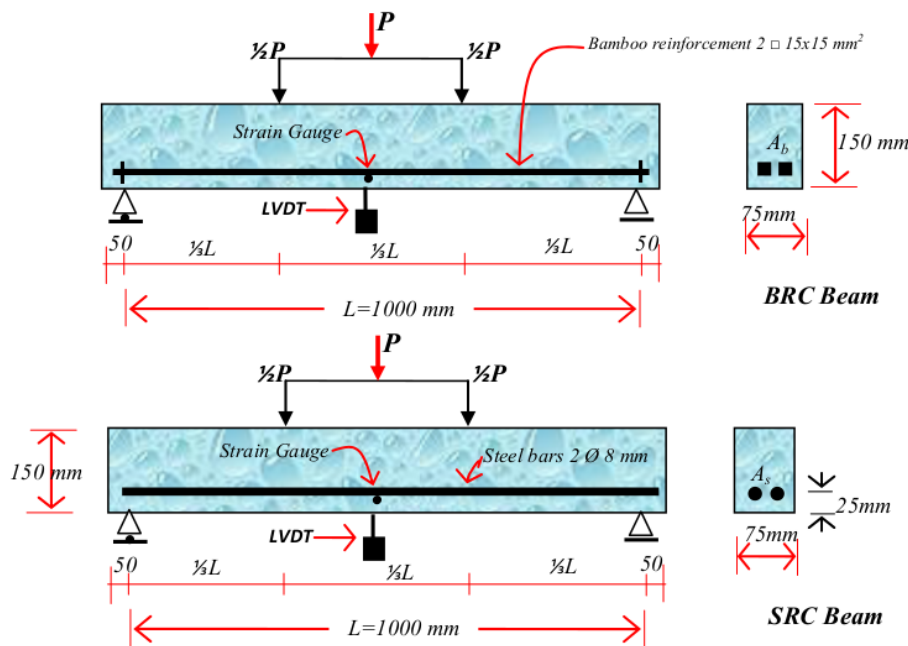 P
½P
½P
Bamboo reinforcement 2 □ 15x15 mm²
Strain Gauge
A_b
150 mm
LVDT
75mm
50
⅓L
⅓L
⅓L
50
BRC Beam
L=1000 mm
P
½P
½P
150 mm
Strain Gauge
Steel bars 2 Ø 8 mm
A_s
25mm
LVDT
75mm
50
⅓L
⅓L
⅓L
50
SRC Beam
L=1000 mm